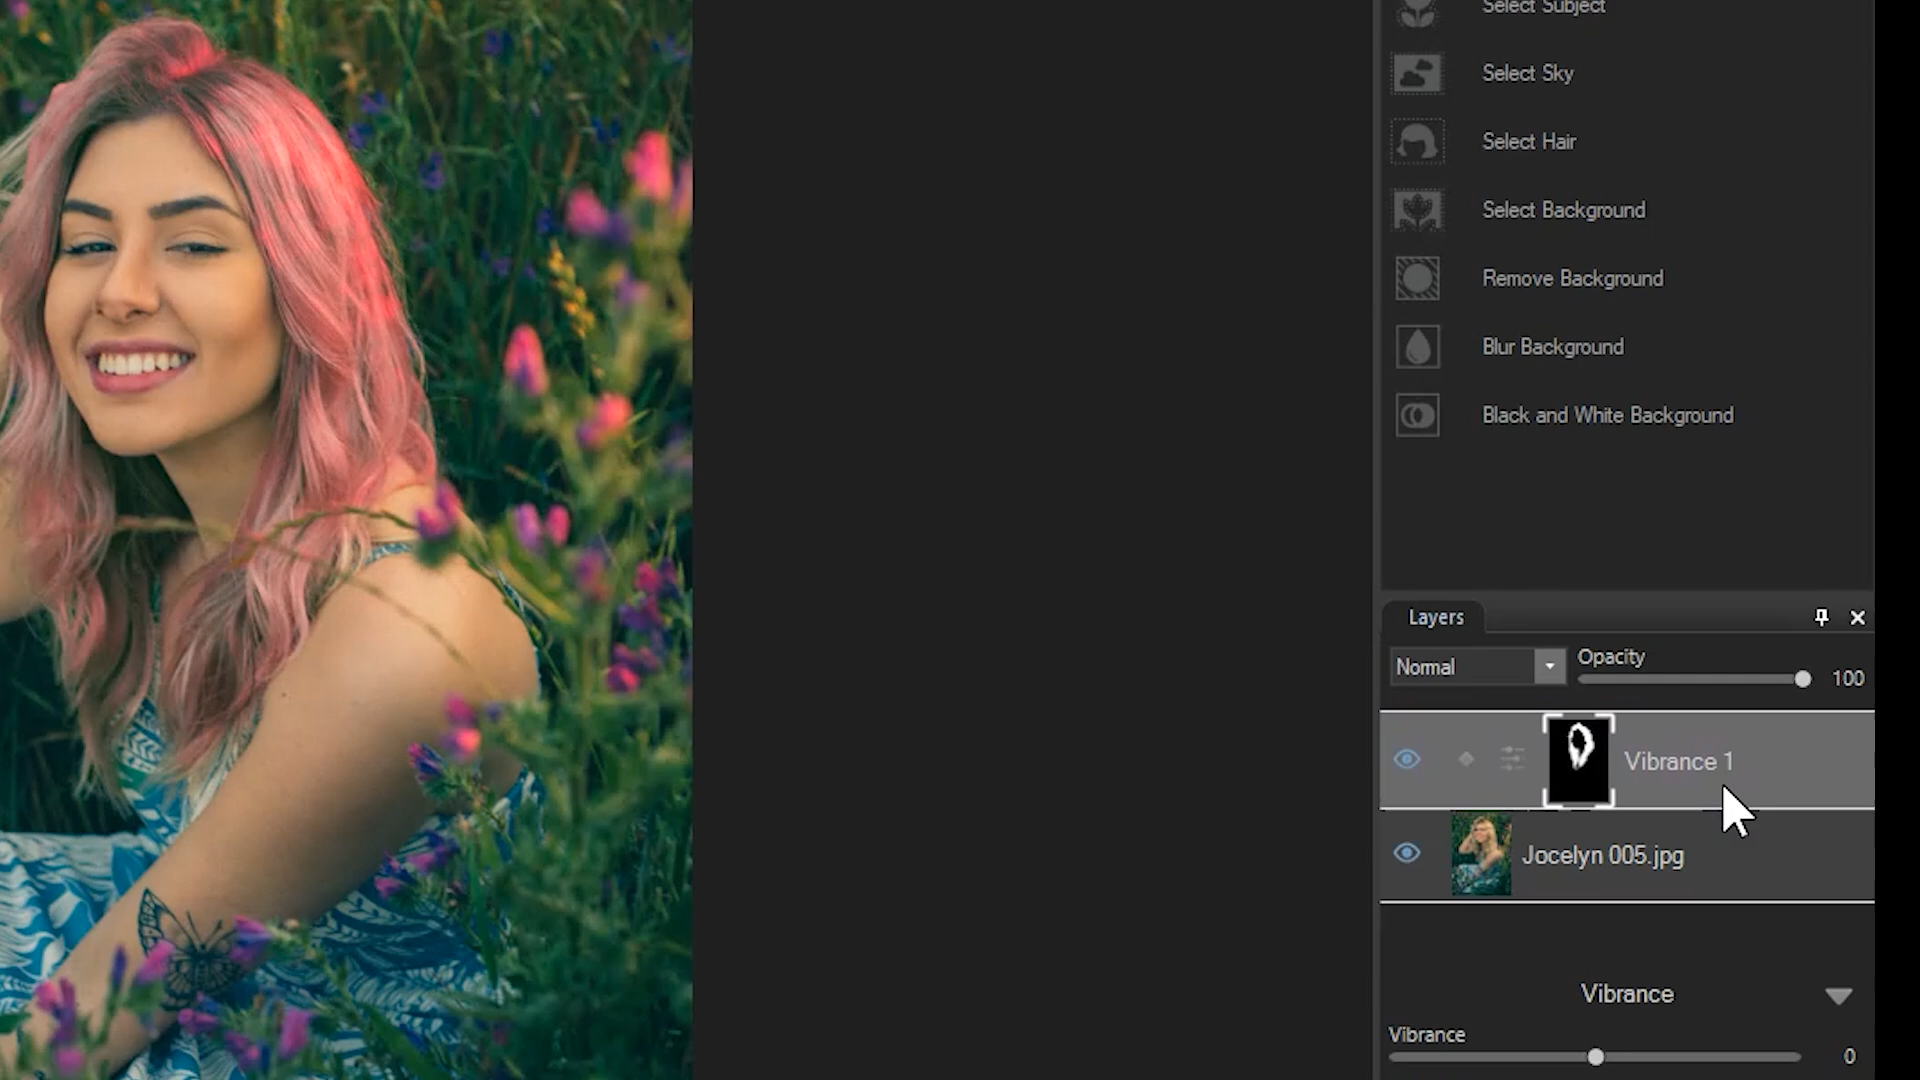 Select Subject
Select Sky
Select Hair
Select Background
Remove Background
Blur Background
Black and White Background
Layers
Normal
Opacity
100
Vibrance 1
Jocelyn 005.jpg
Vibrance
Vibrance
0